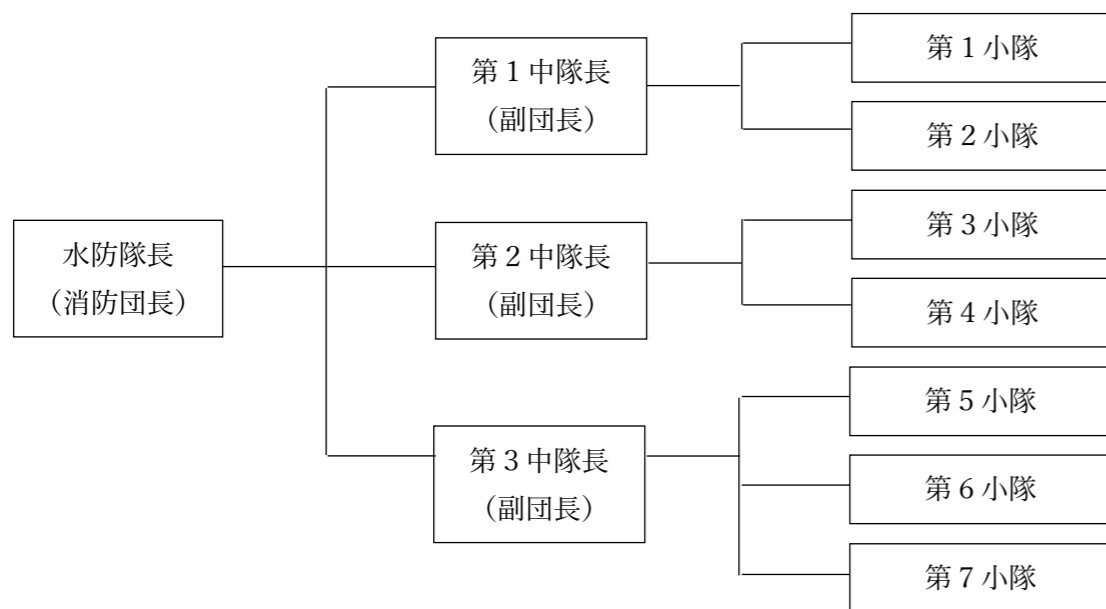 水防隊長
（消防団長）
第１中隊長
（副団長）
第１小隊
第２小隊
第２中隊長
（副団長）
第３小隊
第４小隊
第３中隊長
（副団長）
第５小隊
第６小隊
第７小隊